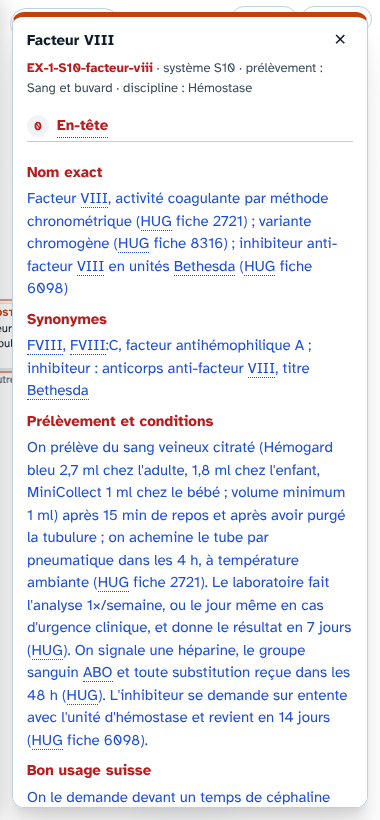 Facteur VIII ✕
EX-1-S10-facteur-viii · système S10 · prélèvement :
Sang et buvard · discipline : Hémostase
0 En-tête
Nom exact
Facteur VIII, activité coagulante par méthode
chronométrique (HUG fiche 2721) ; variante
chromogène (HUG fiche 8316) ; inhibiteur anti-
facteur VIII en unités Bethesda (HUG fiche
6098)
Synonymes
FVIII, FVIII:C, facteur antihémophilique A ;
inhibiteur : anticorps anti-facteur VIII, titre
Bethesda
Prélèvement et conditions
On prélève du sang veineux citraté (Hémogard
bleu 2,7 ml chez l'adulte, 1,8 ml chez l'enfant,
MiniCollect 1 ml chez le bébé ; volume minimum
1 ml) après 15 min de repos et après avoir purgé
la tubulure ; on achemine le tube par
pneumatique dans les 4 h, à température
ambiante (HUG fiche 2721). Le laboratoire fait
l'analyse 1×/semaine, ou le jour même en cas
d'urgence clinique, et donne le résultat en 7 jours
(HUG). On signale une héparine, le groupe
sanguin ABO et toute substitution reçue dans les
48 h (HUG). L'inhibiteur se demande sur entente
avec l'unité d'hémostase et revient en 14 jours
(HUG fiche 6098).
Bon usage suisse
On le demande devant un temps de céphaline